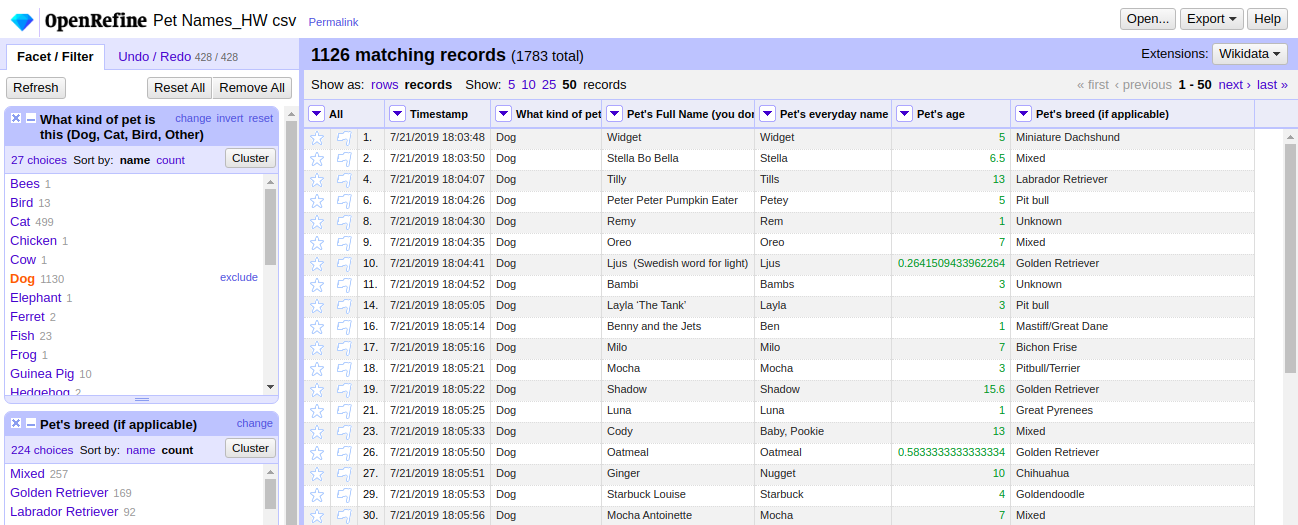 OpenRefine Pet Names_HW csv Permalink Open... Export Help
Facet / Filter Undo / Redo 428 / 428
Refresh Reset All Remove All
What kind of pet is this (Dog, Cat, Bird, Other) change invert reset
27 choices Sort by: name count Cluster
Bees 1
Bird 13
Cat 499
Chicken 1
Cow 1
Dog 1130 exclude
Elephant 1
Ferret 2
Fish 23
Frog 1
Guinea Pig 10
Hedgehog 2
Pet's breed (if applicable) change
224 choices Sort by: name count Cluster
Mixed 257
Golden Retriever 169
Labrador Retriever 92
1126 matching records (1783 total) Extensions: Wikidata
Show as: rows records Show: 5 10 25 50 records « first ‹ previous 1 - 50 next › last »
All Timestamp What kind of pet Pet's Full Name (you don Pet's everyday name Pet's age Pet's breed (if applicable)
1. 7/21/2019 18:03:48 Dog Widget Widget 5 Miniature Dachshund
2. 7/21/2019 18:03:50 Dog Stella Bo Bella Stella 6.5 Mixed
4. 7/21/2019 18:04:07 Dog Tilly Tills 13 Labrador Retriever
6. 7/21/2019 18:04:26 Dog Peter Peter Pumpkin Eater Petey 5 Pit bull
8. 7/21/2019 18:04:30 Dog Remy Rem 1 Unknown
9. 7/21/2019 18:04:35 Dog Oreo Oreo 7 Mixed
10. 7/21/2019 18:04:41 Dog Ljus (Swedish word for light) Ljus 0.2641509433962264 Golden Retriever
11. 7/21/2019 18:04:52 Dog Bambi Bambs 3 Unknown
14. 7/21/2019 18:05:05 Dog Layla ‘The Tank’ Layla 3 Pit bull
16. 7/21/2019 18:05:14 Dog Benny and the Jets Ben 1 Mastiff/Great Dane
17. 7/21/2019 18:05:16 Dog Milo Milo 7 Bichon Frise
18. 7/21/2019 18:05:21 Dog Mocha Mocha 3 Pitbull/Terrier
19. 7/21/2019 18:05:22 Dog Shadow Shadow 15.6 Golden Retriever
21. 7/21/2019 18:05:25 Dog Luna Luna 1 Great Pyrenees
23. 7/21/2019 18:05:33 Dog Cody Baby, Pookie 13 Mixed
26. 7/21/2019 18:05:50 Dog Oatmeal Oatmeal 0.5833333333333334 Golden Retriever
27. 7/21/2019 18:05:51 Dog Ginger Nugget 10 Chihuahua
29. 7/21/2019 18:05:53 Dog Starbuck Louise Starbuck 4 Goldendoodle
30. 7/21/2019 18:05:56 Dog Mocha Antoinette Mocha 7 Mixed